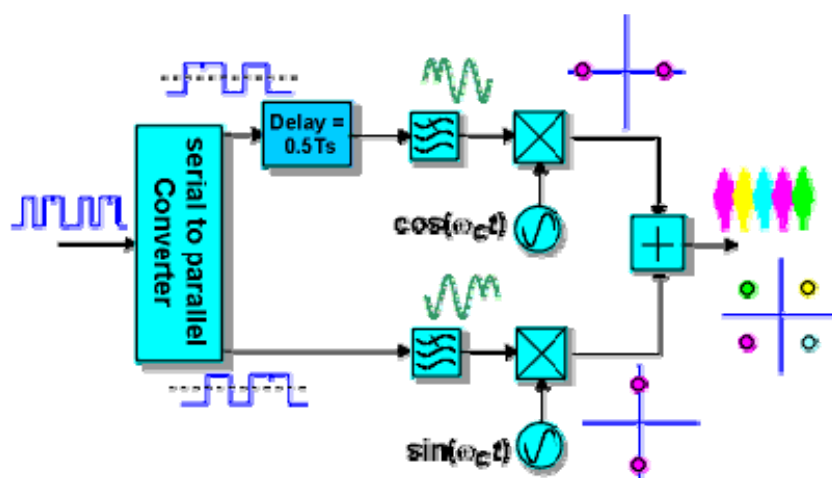 Delay =
0.5Ts
serial to parallel
Converter
cos(ωct)
sin(ωct)